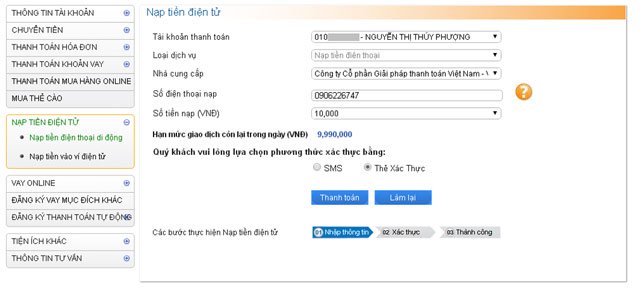 THÔNG TIN TÀI KHOẢN
CHUYỂN TIỀN
THANH TOÁN HÓA ĐƠN
THANH TOÁN KHOẢN VAY
THANH TOÁN MUA HÀNG ONLINE
MUA THẺ CÀO
NẠP TIỀN ĐIỆN TỬ
Nạp tiền điện thoại di động
Nạp tiền vào ví điện tử
VAY ONLINE
ĐĂNG KÝ VAY MỤC ĐÍCH KHÁC
ĐĂNG KÝ THANH TOÁN TỰ ĐỘNG
TIỆN ÍCH KHÁC
THÔNG TIN TƯ VẤN
Nạp tiền điện tử
Tài khoản thanh toán 010 - NGUYỄN THỊ THÚY PHƯỢNG
Loại dịch vụ Nạp tiền điện thoại
Nhà cung cấp Công ty Cổ phần Giải pháp thanh toán Việt Nam - V
Số điện thoại nạp 0906226747
Số tiền nạp (VNĐ) 10,000
Hạn mức giao dịch còn lại trong ngày (VNĐ) 9,990,000
Quý khách vui lòng lựa chọn phương thức xác thực bằng:
SMS Thẻ Xác Thực
Thanh toán Làm lại
Các bước thực hiện Nạp tiền điện tử 01 Nhập thông tin 02 Xác thực 03 Thành công